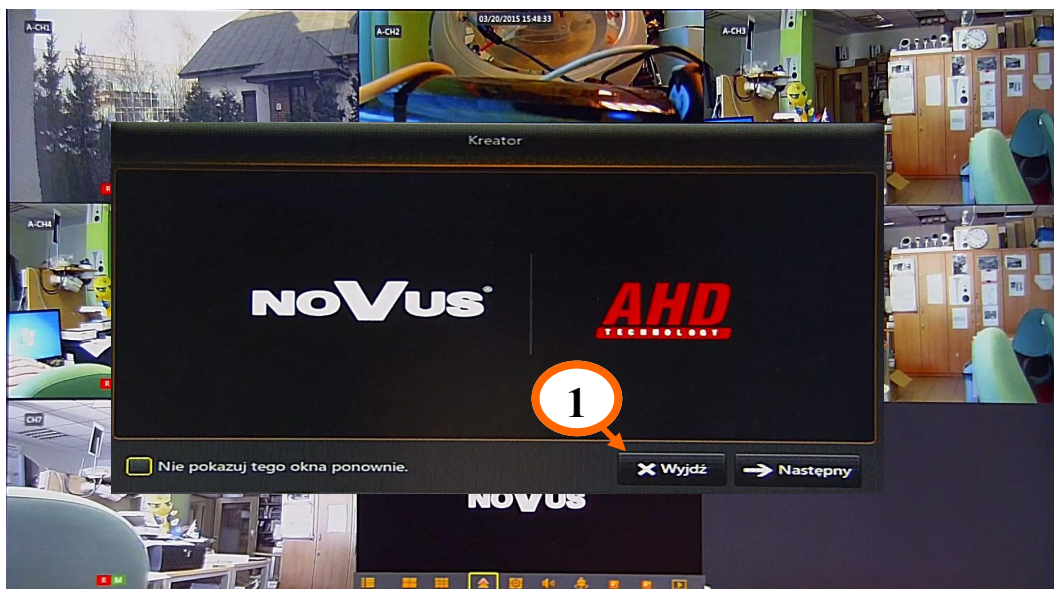 A-CH1
A-CH2
03/20/2015 15:48:33
A-CH3
Kreator
R
A-CH4
NOVUS®
AHD
TECHNOLOGY
1
R
CH7
Nie pokazuj tego okna ponownie.
Wyjdź
Następny
NOVUS
R M